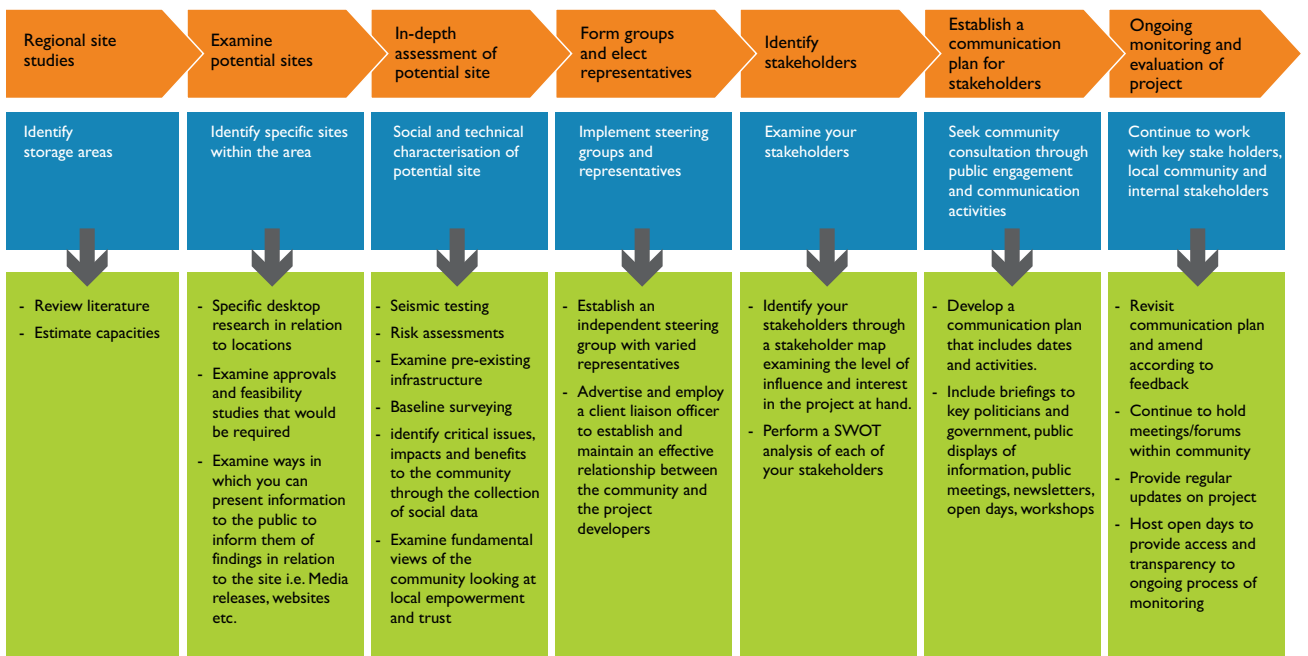 Regional site
studies
Examine
potential sites
In-depth
assessment of
potential site
Form groups
and elect
representatives
Identify
stakeholders
Establish a
communication
plan for
stakeholders
Ongoing
monitoring and
evaluation of
project
Identify
storage areas
Identify specific sites
within the area
Social and technical
characterisation of
potential site
Implement steering
groups and
representatives
Examine your
stakeholders
Seek community
consultation through
public engagement
and communication
activities
Continue to work
with key stake holders,
local community and
internal stakeholders
- Review literature
- Estimate capacities
- Specific desktop
research in relation
to locations
- Examine approvals
and feasibility
studies that would
be required
- Examine ways in
which you can
present information
to the public to
inform them of
findings in relation
to the site i.e. Media
releases, websites
etc.
- Seismic testing
- Risk assessments
- Examine pre-existing
infrastructure
- Baseline surveying
- identify critical issues,
impacts and benefits
to the community
through the collection
of social data
- Examine fundamental
views of the
community looking at
local empowerment
and trust
- Establish an
independent steering
group with varied
representatives
- Advertise and employ
a client liaison officer
to establish and
maintain an effective
relationship between
the community and
the project
developers
- Identify your
stakeholders through
a stakeholder map
examining the level of
influence and interest
in the project at hand.
- Perform a SWOT
analysis of each of
your stakeholders
- Develop a
communication plan
that includes dates
and activities.
- Include briefings to
key politicians and
government, public
displays of
information, public
meetings, newsletters,
open days, workshops
- Revisit
communication plan
and amend
according to
feedback
- Continue to hold
meetings/forums
within community
- Provide regular
updates on project
- Host open days to
provide access and
transparency to
ongoing process of
monitoring